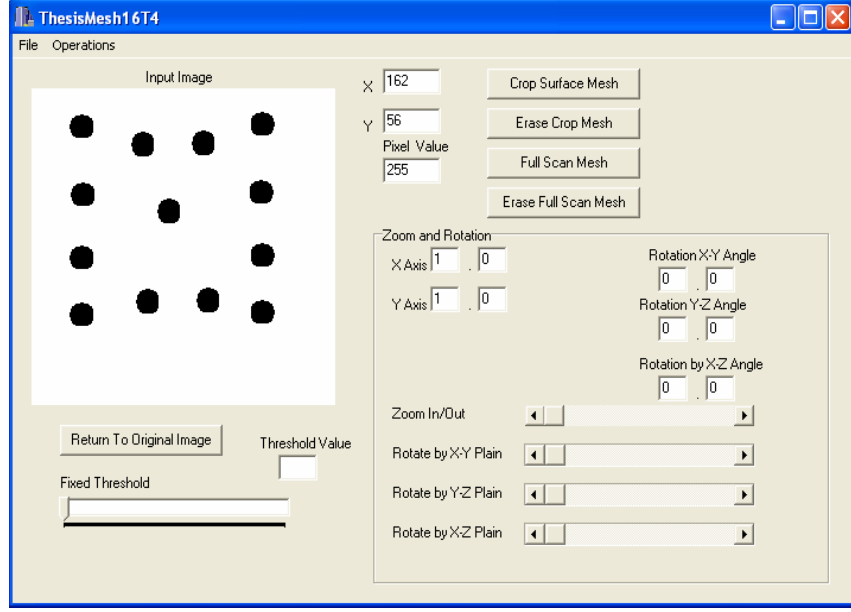 ThesisMesh16T4
File Operations
Input Image
X 162
Y 56
Pixel Value
255
Crop Surface Mesh
Erase Crop Mesh
Full Scan Mesh
Erase Full Scan Mesh
Zoom and Rotation
X Axis 1 . 0
Y Axis 1 . 0
Rotation X-Y Angle
0 . 0
Rotation Y-Z Angle
0 . 0
Rotation by X-Z Angle
0 . 0
Zoom In/Out
Rotate by X-Y Plain
Rotate by Y-Z Plain
Rotate by X-Z Plain
Return To Original Image
Threshold Value
Fixed Threshold